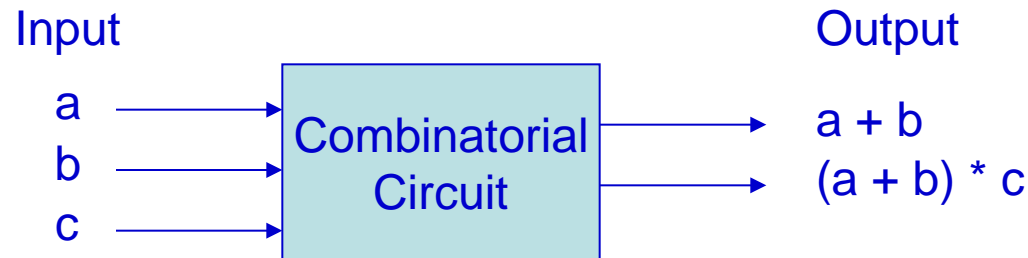 Input
Output
a
b
c
Combinatorial
Circuit
a + b
(a + b) * c